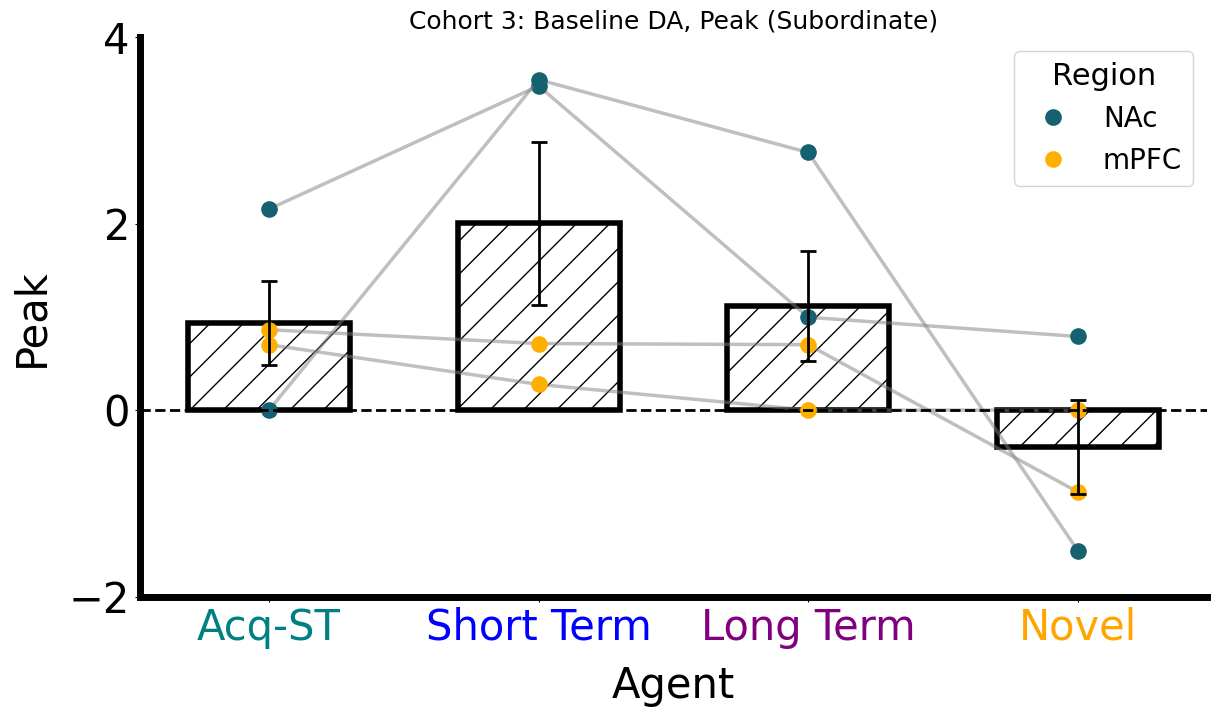 Cohort 3: Baseline DA, Peak (Subordinate)
4
2
0
−2
Peak
Region
NAc
mPFC
Acq-ST
Short Term
Long Term
Novel
Agent